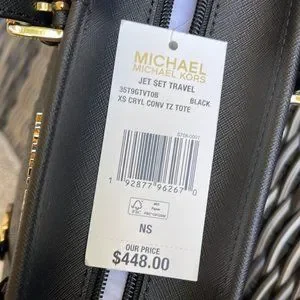 MICHAEL
MICHAEL KORS
JET SET TRAVEL
35T9GTVT0B BLACK
XS CRYL CONV TZ TOTE
1 92877 96267 0
FSC
NS
OUR PRICE
$448.00